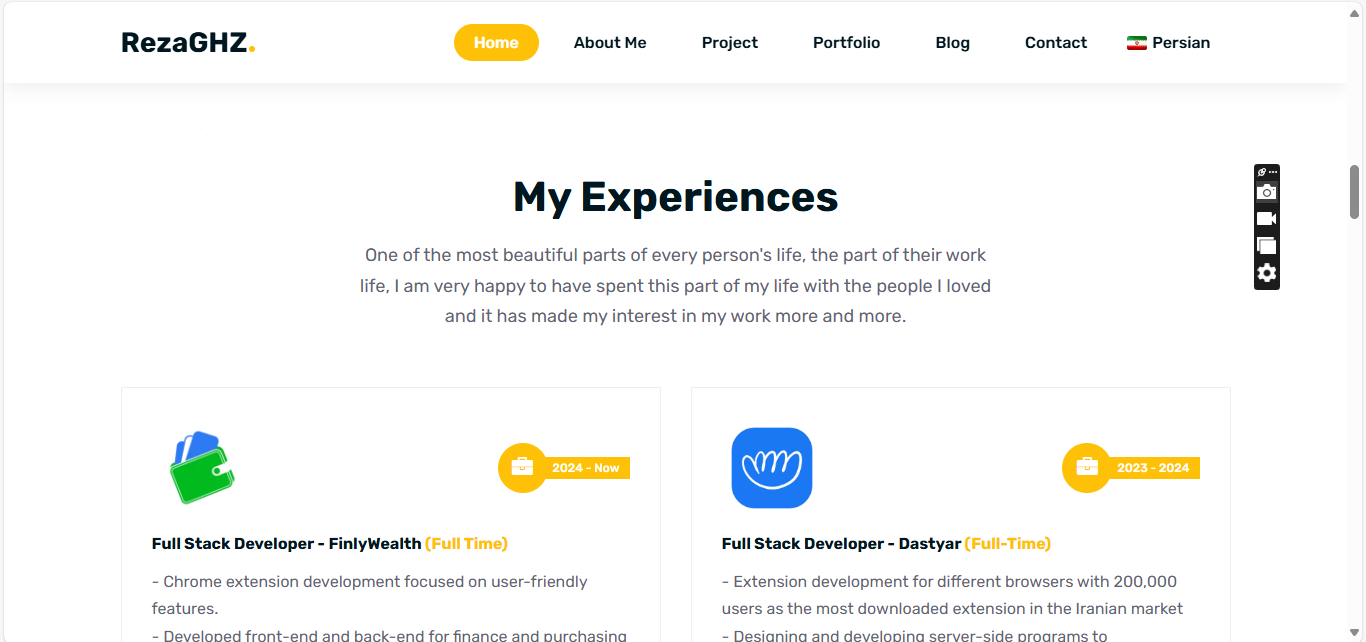 RezaGHZ.
Home
About Me
Project
Portfolio
Blog
Contact
Persian
My Experiences
One of the most beautiful parts of every person's life, the part of their work
life, I am very happy to have spent this part of my life with the people I loved
and it has made my interest in my work more and more.
2024 - Now
Full Stack Developer - FinlyWealth (Full Time)
- Chrome extension development focused on user-friendly
features.
- Developed front-end and back-end for finance and purchasing
2023 - 2024
Full Stack Developer - Dastyar (Full-Time)
- Extension development for different browsers with 200,000
users as the most downloaded extension in the Iranian market
- Designing and developing server-side programs to